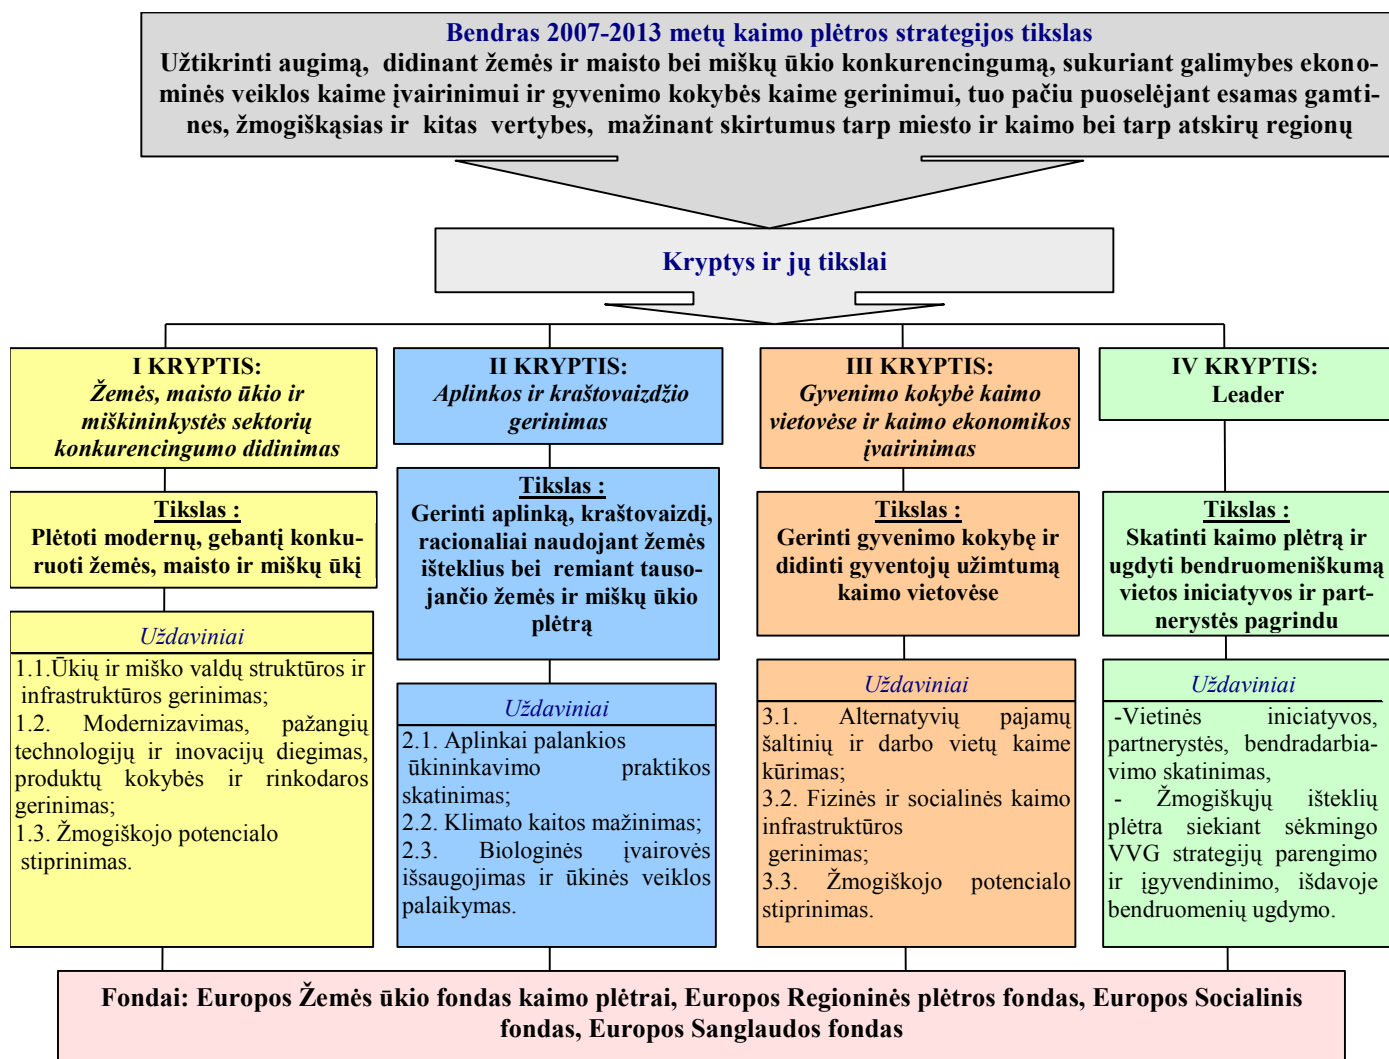 Bendras 2007-2013 metų kaimo plėtros strategijos tikslas
Užtikrinti augimą, didinant žemės ir maisto bei miškų ūkio konkurencingumą, sukuriant galimybes ekono-
minės veiklos kaime įvairinimui ir gyvenimo kokybės kaime gerinimui, tuo pačiu puoselėjant esamas gamti-
nes, žmogiškąsias ir kitas vertybes, mažinant skirtumus tarp miesto ir kaimo bei tarp atskirų regionų
Kryptys ir jų tikslai
I KRYPTIS:
Žemės, maisto ūkio ir
miškininkystės sektorių
konkurencingumo didinimas
Tikslas :
Plėtoti modernų, gebantį konku-
ruoti žemės, maisto ir miškų ūkį
Uždaviniai
1.1.Ūkių ir miško valdų struktūros ir
infrastruktūros gerinimas;
1.2. Modernizavimas, pažangių
technologijų ir inovacijų diegimas,
produktų kokybės ir rinkodaros
gerinimas;
1.3. Žmogiškojo potencialo
stiprinimas.
II KRYPTIS:
Aplinkos ir kraštovaizdžio
gerinimas
Tikslas :
Gerinti aplinką, kraštovaizdį,
racionaliai naudojant žemės
išteklius bei remiant tauso-
jančio žemės ir miškų ūkio
plėtrą
Uždaviniai
2.1. Aplinkai palankios
ūkininkavimo praktikos
skatinimas;
2.2. Klimato kaitos mažinimas;
2.3. Biologinės įvairovės
išsaugojimas ir ūkinės veiklos
palaikymas.
III KRYPTIS:
Gyvenimo kokybė kaimo
vietovėse ir kaimo ekonomikos
įvairinimas
Tikslas :
Gerinti gyvenimo kokybę ir
didinti gyventojų užimtumą
kaimo vietovėse
Uždaviniai
3.1. Alternatyvių pajamų
šaltinių ir darbo vietų kaime
kūrimas;
3.2. Fizinės ir socialinės kaimo
infrastruktūros
gerinimas;
3.3. Žmogiškojo potencialo
stiprinimas.
IV KRYPTIS:
Leader
Tikslas :
Skatinti kaimo plėtrą ir
ugdyti bendruomeniškumą
vietos iniciatyvos ir part-
nerystės pagrindu
Uždaviniai
-Vietinės iniciatyvos,
partnerystės, bendradarbia-
vimo skatinimas,
- Žmogiškųjų išteklių
plėtra siekiant sėkmingo
VVG strategijų parengimo
ir įgyvendinimo, išdavoje
bendruomenių ugdymo.
Fondai: Europos Žemės ūkio fondas kaimo plėtrai, Europos Regioninės plėtros fondas, Europos Socialinis
fondas, Europos Sanglaudos fondas